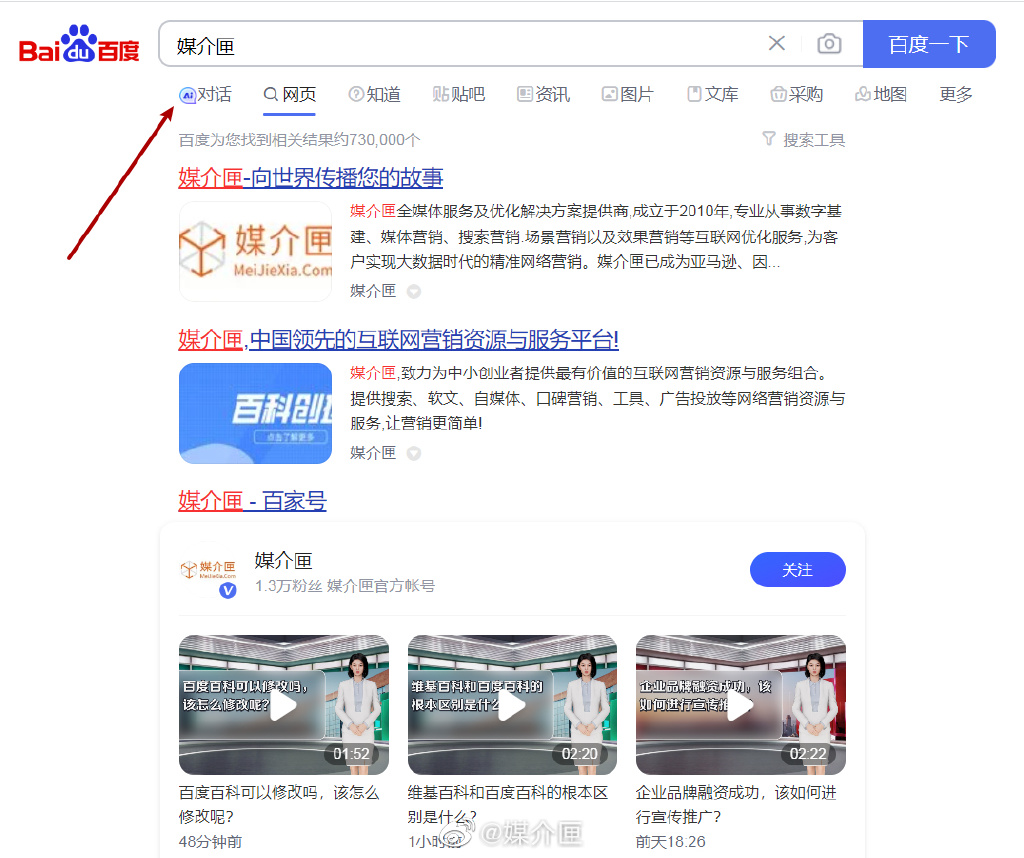 Bai du 百度
媒介匣
百度一下
Ai 对话 网页 知道 贴 贴吧 资讯 图片 文库 采购 地图 更多
百度为您找到相关结果约730,000个 搜索工具
媒介匣-向世界传播您的故事
媒介匣全媒体服务及优化解决方案提供商,成立于2010年,专业从事数字基
建、媒体营销、搜索营销.场景营销以及效果营销等互联网优化服务,为客
户实现大数据时代的精准网络营销。媒介匣已成为亚马逊、因...
媒介匣
MeiJieXia.Com
媒介匣
媒介匣,中国领先的互联网营销资源与服务平台!
媒介匣,致力为中小创业者提供最有价值的互联网营销资源与服务组合。
提供搜索、软文、自媒体、口碑营销、工具、广告投放等网络营销资源与
服务,让营销更简单!
百科创建
点击了解更多
媒介匣
媒介匣 - 百家号
媒介匣
MeiJieXia.Com
V
媒介匣
1.3万粉丝 媒介匣官方帐号
关注
百度百科可以修改吗，
该怎么修改呢?
01:52
维基百科和百度百科的
根本区别是什么
02:20
企业品牌融资成功，该
如何进行宣传推广
02:22
百度百科可以修改吗，该怎么
修改呢?
48分钟前
维基百科和百度百科的根本区
别是什么?
1小时前
企业品牌融资成功，该如何进
行宣传推广?
前天18:26
@媒介匣